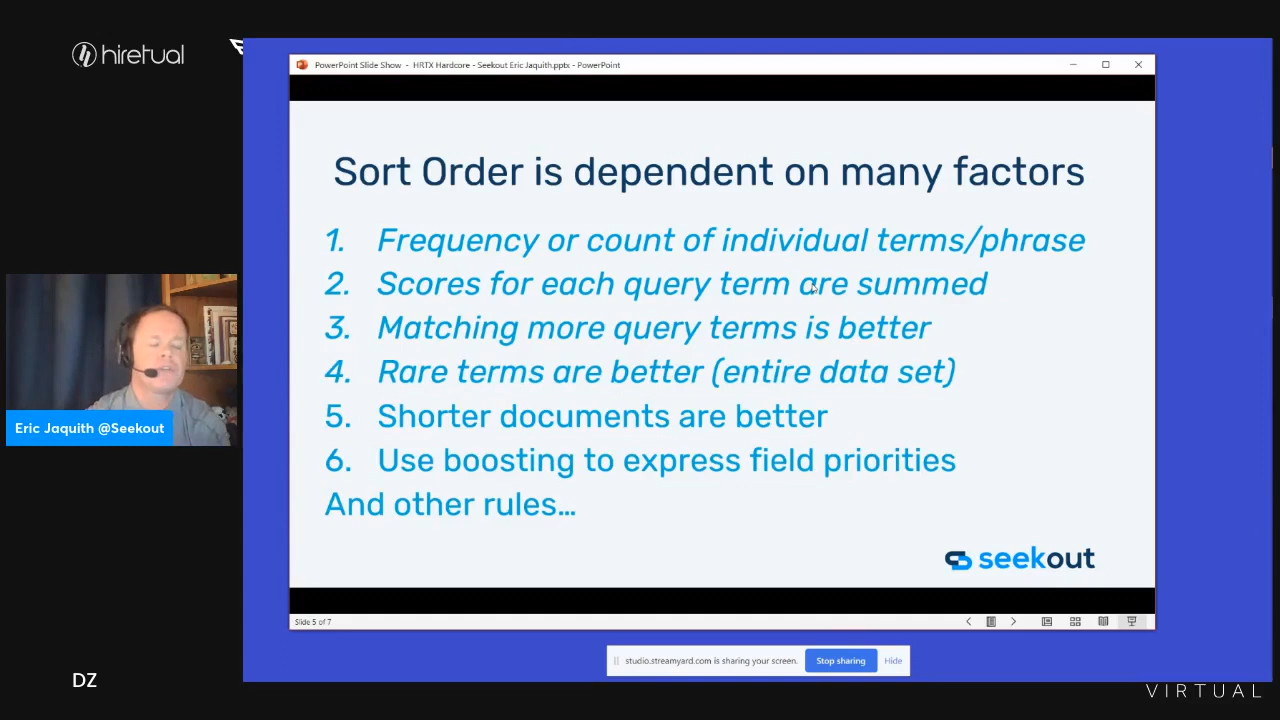 hiretual
PowerPoint Slide Show - HRTX Hardcore - Seekout Eric Jaquith.pptx - PowerPoint
Sort Order is dependent on many factors
1. Frequency or count of individual terms/phrase
2. Scores for each query term are summed
3. Matching more query terms is better
4. Rare terms are better (entire data set)
5. Shorter documents are better
6. Use boosting to express field priorities
And other rules…
seekout
Slide 5 of 7
Eric Jaquith @Seekout
studio.streamyard.com is sharing your screen.
Stop sharing
Hide
DZ
VIRTUAL